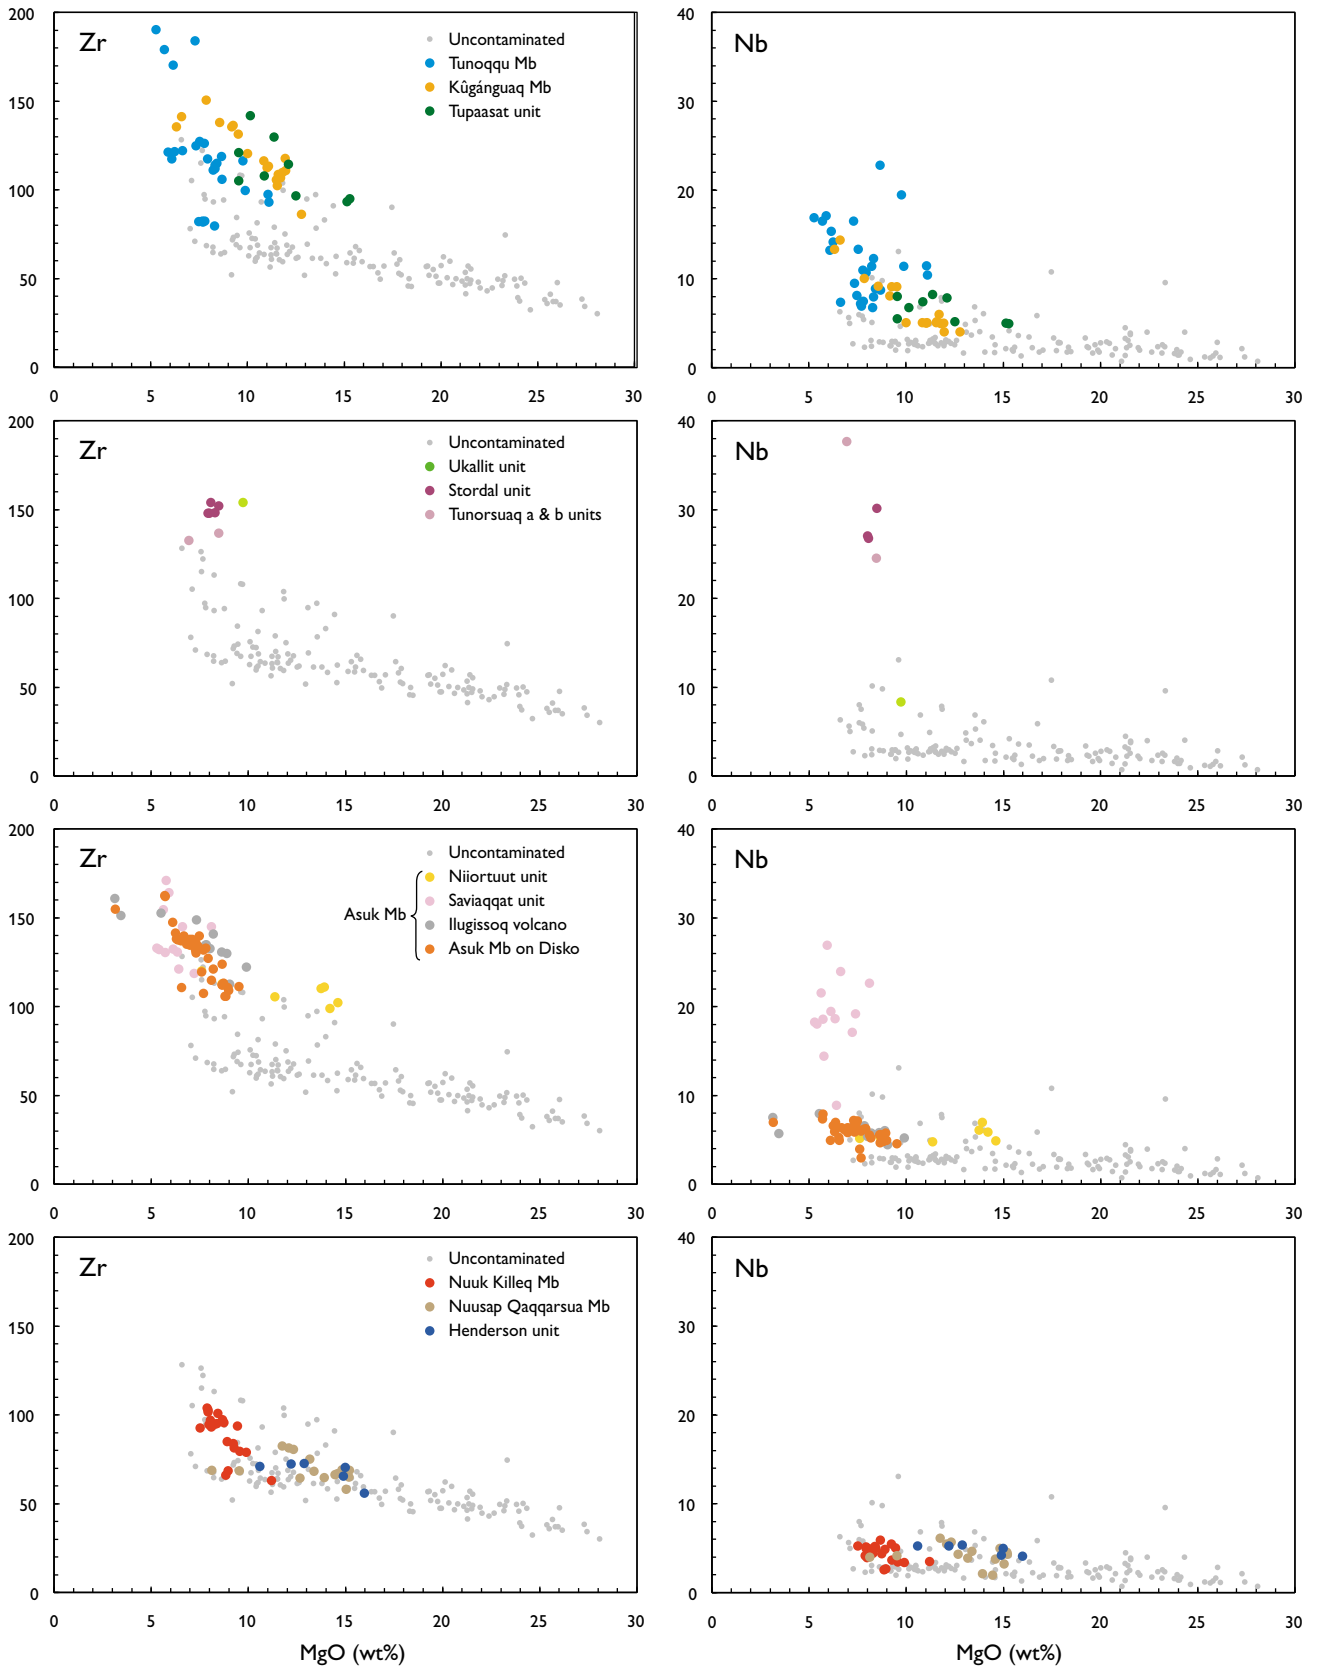 200
150
100
50
0
Zr
Uncontaminated
Tunoqqu Mb
Kûgánguaq Mb
Tupaasat unit
0 5 10 15 20 25 30
40
30
20
10
0
Nb
0 5 10 15 20 25 30
200
150
100
50
0
Zr
Uncontaminated
Ukallit unit
Stordal unit
Tunorsuaq a & b units
0 5 10 15 20 25 30
40
30
20
10
0
Nb
0 5 10 15 20 25 30
200
150
100
50
0
Zr
Uncontaminated
Asuk Mb
Niiortuut unit
Saviaqqat unit
Ilugissoq volcano
Asuk Mb on Disko
0 5 10 15 20 25 30
40
30
20
10
0
Nb
0 5 10 15 20 25 30
200
150
100
50
0
Zr
Uncontaminated
Nuuk Killeq Mb
Nuusap Qaqqarsua Mb
Henderson unit
0 5 10 15 20 25 30
MgO (wt%)
40
30
20
10
0
Nb
0 5 10 15 20 25 30
MgO (wt%)